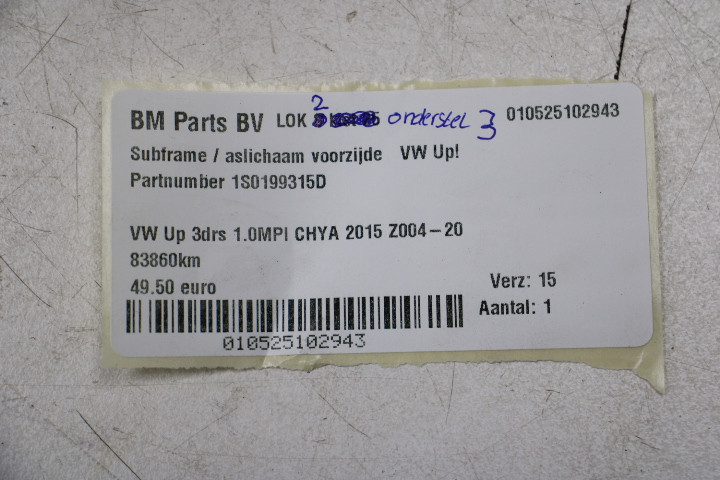 BM Parts BV LOK 2 onderstel 3 010525102943
Subframe / aslichaam voorzijde VW Up!
Partnumber 1S0199315D
VW Up 3drs 1.0MPI CHYA 2015 Z004-20
83860km
49.50 euro
Verz: 15
Aantal: 1
010525102943